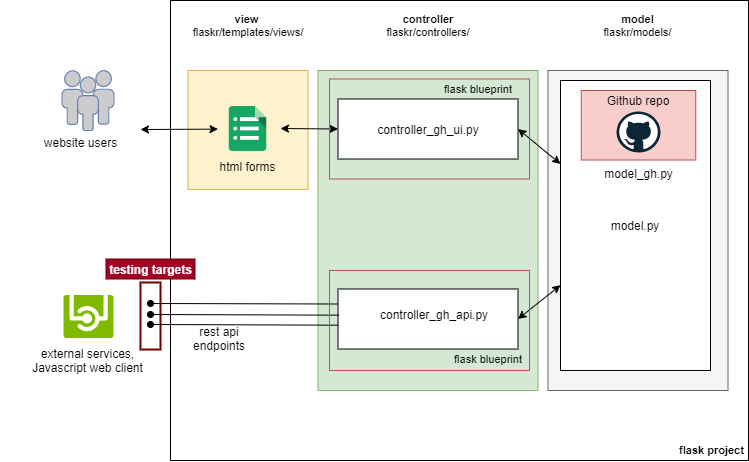 view
flaskr/templates/views/
controller
flaskr/controllers/
model
flaskr/models/
flask blueprint
Github repo
controller_gh_ui.py
website users
html forms
model_gh.py
model.py
testing targets
controller_gh_api.py
rest api
endpoints
external services,
Javascript web client
flask blueprint
flask project